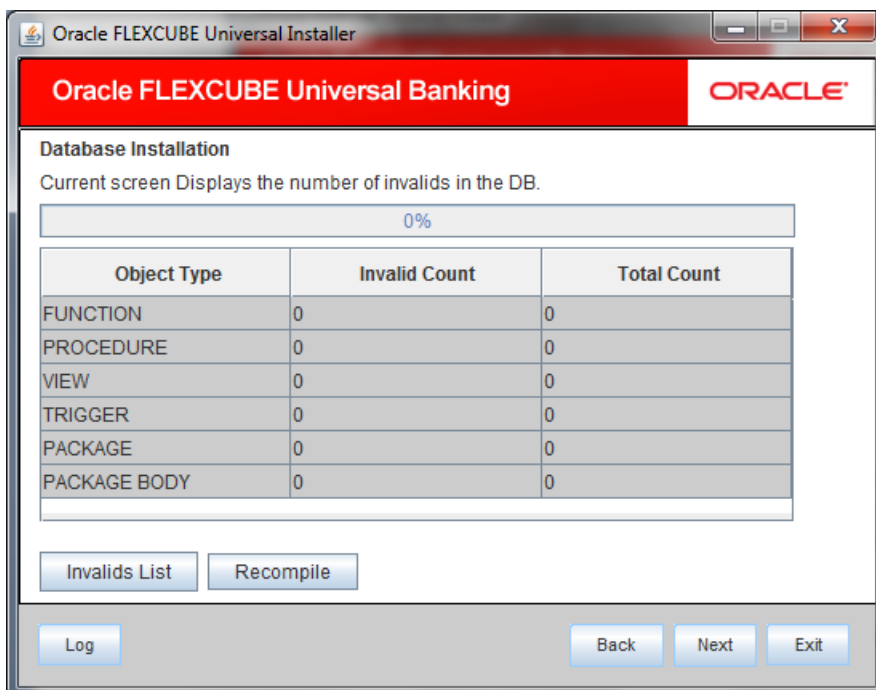 Oracle FLEXCUBE Universal Installer
Oracle FLEXCUBE Universal Banking
ORACLE
Database Installation
Current screen Displays the number of invalids in the DB.
0%
Object Type Invalid Count Total Count
FUNCTION 0 0
PROCEDURE 0 0
VIEW 0 0
TRIGGER 0 0
PACKAGE 0 0
PACKAGE BODY 0 0
Invalids List Recompile
Log Back Next Exit